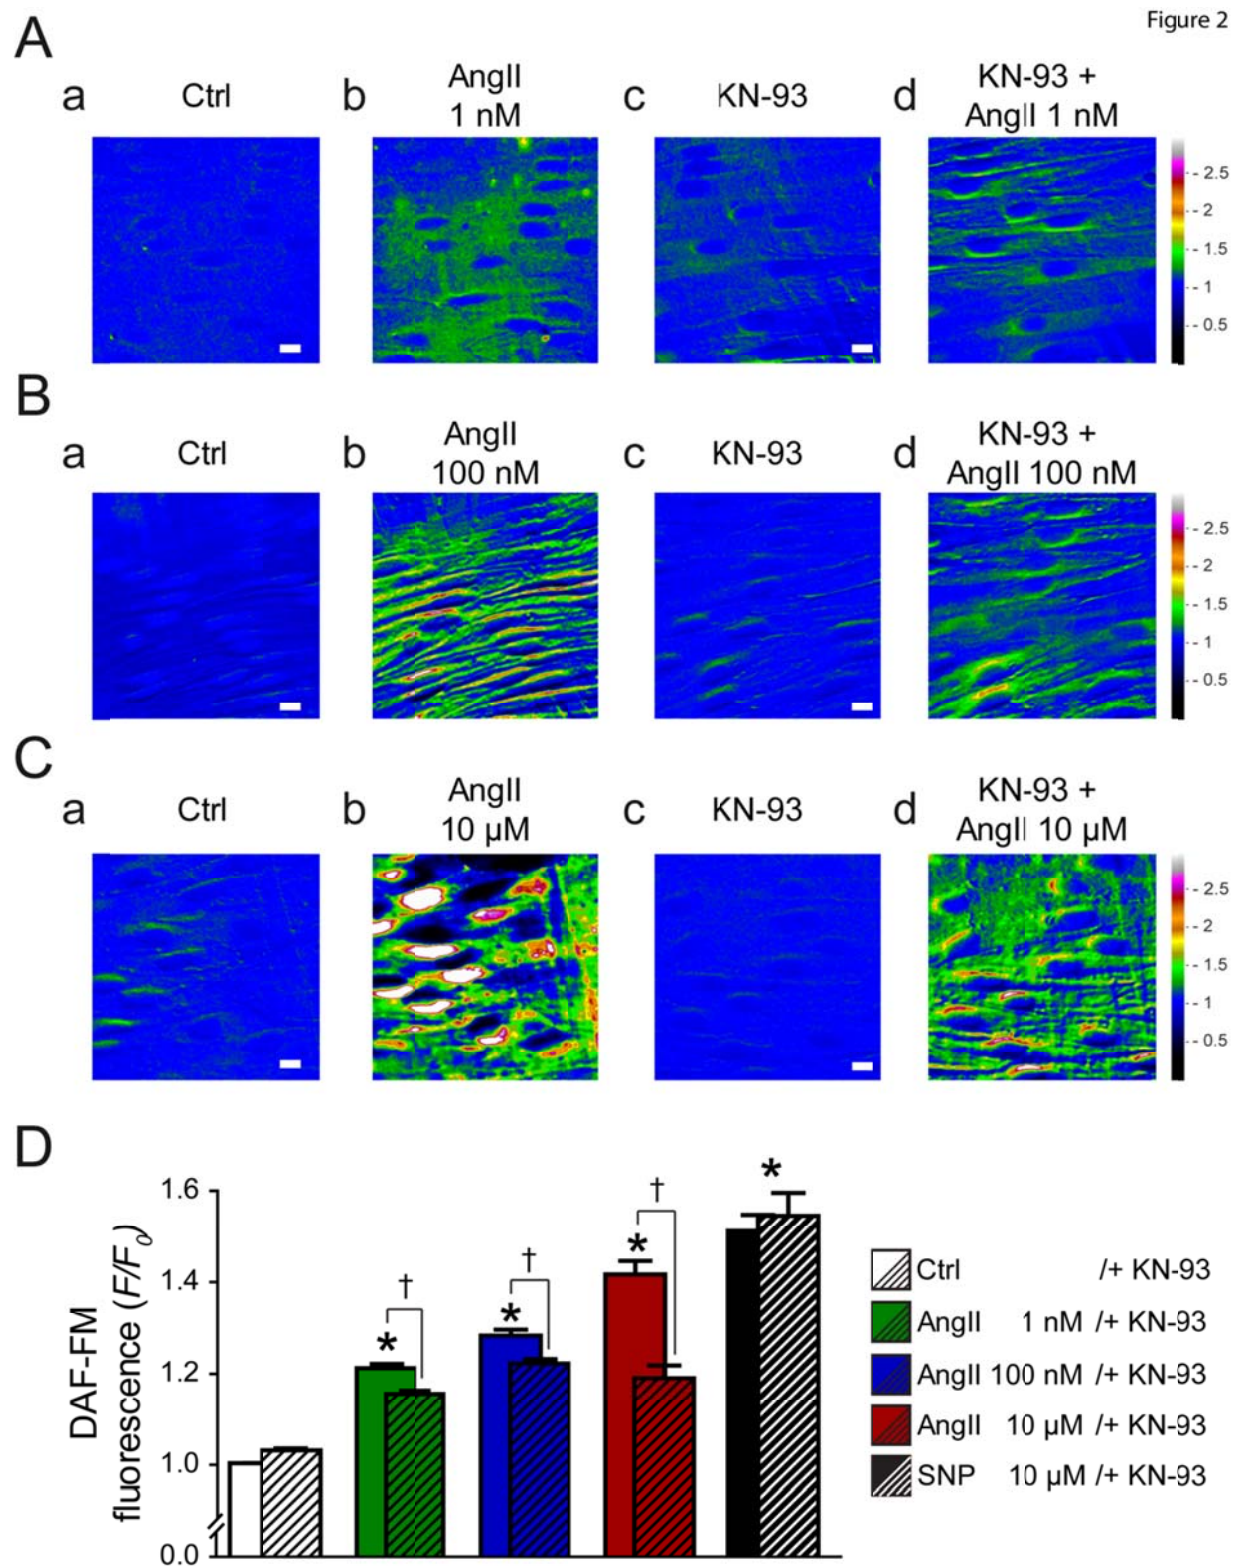 Figure 2
A
a
Ctrl
b
AngII
1 nM
c
KN-93
d
KN-93 +
AngII 1 nM
- - 2.5
- - 2
- - 1.5
- - 1
- - 0.5
B
a
Ctrl
b
AngII
100 nM
c
KN-93
d
KN-93 +
AngII 100 nM
- - 2.5
- - 2
- - 1.5
- - 1
- - 0.5
C
a
Ctrl
b
AngII
10 µM
c
KN-93
d
KN-93 +
AngII 10 µM
- - 2.5
- - 2
- - 1.5
- - 1
- - 0.5
D
DAF-FM
fluorescence (F/F0)
1.6
1.4
1.2
1.0
0.0
*
†
*
†
*
†
*
Ctrl /+ KN-93
AngII 1 nM /+ KN-93
AngII 100 nM /+ KN-93
AngII 10 µM /+ KN-93
SNP 10 µM /+ KN-93